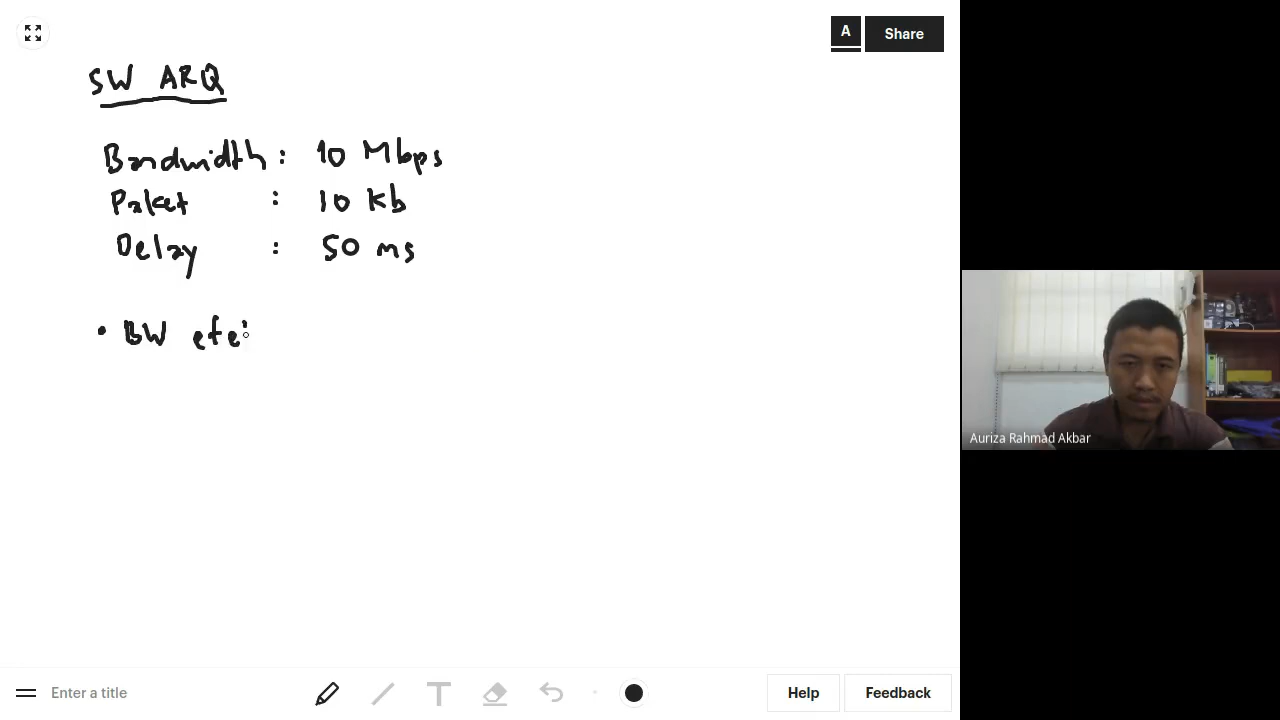 A
Share
SW ARQ
Bandwidth : 10 Mbps
Paket : 10 Kb
Delay : 50 ms
• BW efe
Auriza Rahmad Akbar
Enter a title
T
Help
Feedback